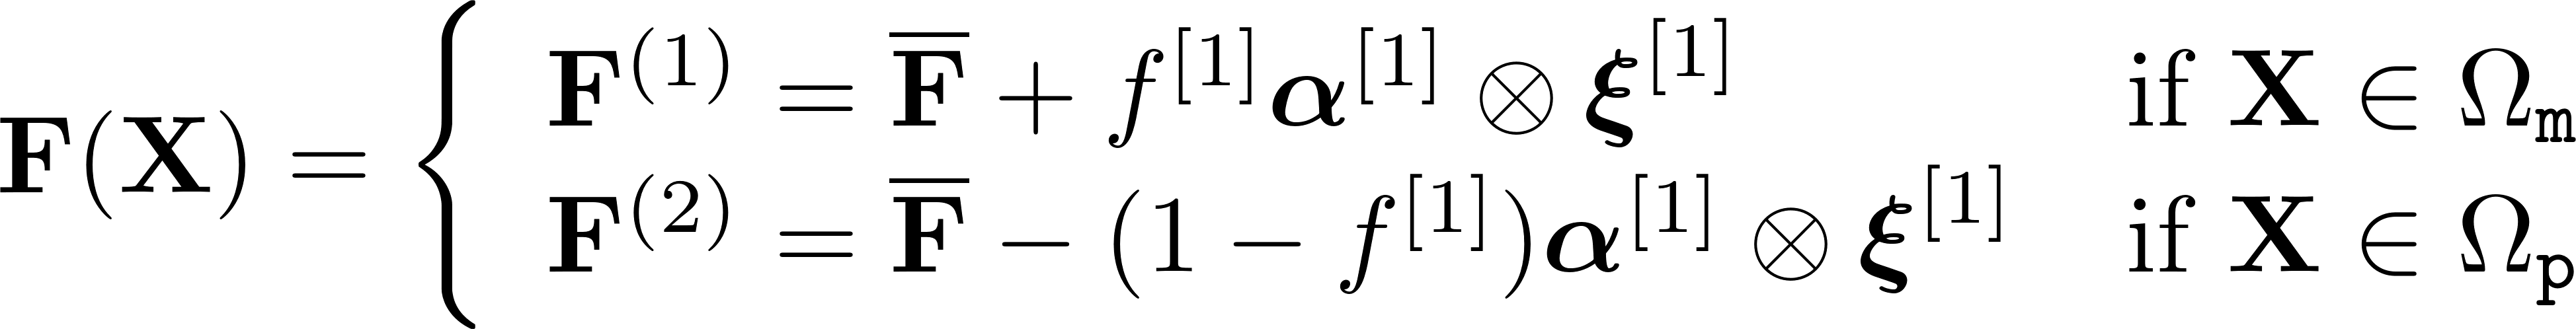 𝐅(𝐗) = { 𝐅⁽¹⁾ = 𝐅̅ + f^[1] 𝛂^[1] ⊗ 𝛏^[1] if 𝐗 ∈ Ω_m
𝐅⁽²⁾ = 𝐅̅ − (1 − f^[1]) 𝛂^[1] ⊗ 𝛏^[1] if 𝐗 ∈ Ω_p